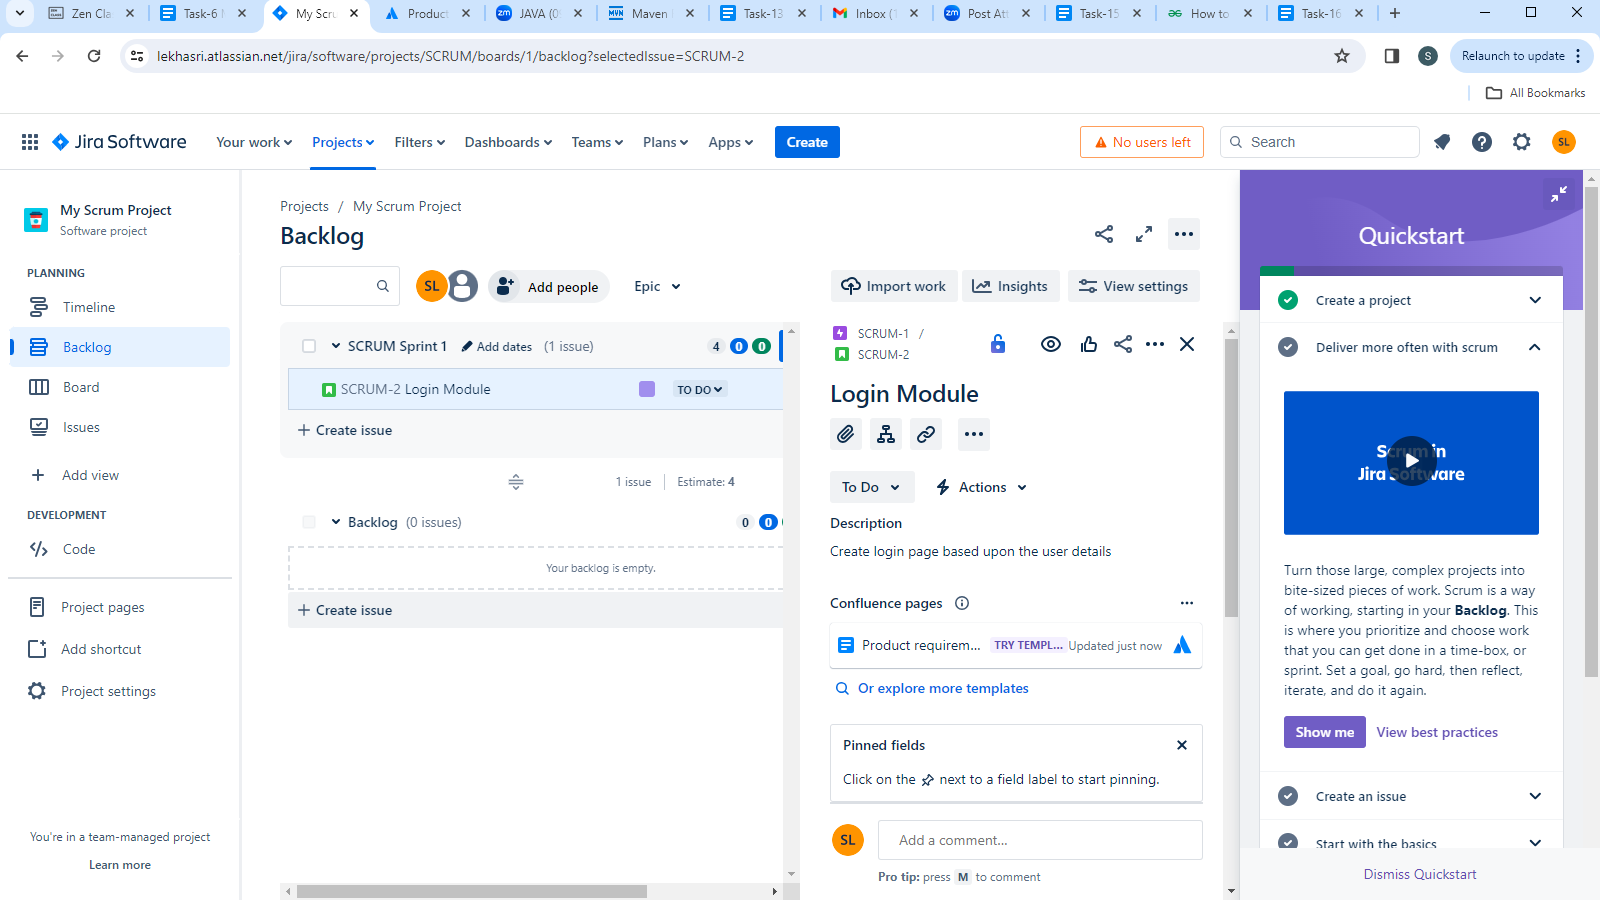 Zen Cla
Task-6 M
My Scru
Product
JAVA (09
Maven
Task-13
Inbox (1
Post Att
Task-15
How to
Task-16
lekhasri.atlassian.net/jira/software/projects/SCRUM/boards/1/backlog?selectedIssue=SCRUM-2
S
Relaunch to update
All Bookmarks
Jira Software
Your work
Projects
Filters
Dashboards
Teams
Plans
Apps
Create
No users left
Search
SL
My Scrum Project
Software project
PLANNING
Timeline
Backlog
Board
Issues
Add view
DEVELOPMENT
Code
Project pages
Add shortcut
Project settings
You're in a team-managed project
Learn more
Projects / My Scrum Project
Backlog
SL
Add people
Epic
Import work
Insights
View settings
SCRUM Sprint 1 Add dates (1 issue) 4 0 0
SCRUM-2 Login Module TO DO
+ Create issue
1 issue Estimate: 4
Backlog (0 issues) 0 0
Your backlog is empty.
+ Create issue
SCRUM-1 /
SCRUM-2
Login Module
To Do
Actions
Description
Create login page based upon the user details
Confluence pages
Product requirem... TRY TEMPL... Updated just now
Or explore more templates
Pinned fields
Click on the next to a field label to start pinning.
SL
Add a comment...
Pro tip: press M to comment
Quickstart
Create a project
Deliver more often with scrum
Scrum in
Jira Software
Turn those large, complex projects into
bite-sized pieces of work. Scrum is a way
of working, starting in your Backlog. This
is where you prioritize and choose work
that you can get done in a time-box, or
sprint. Set a goal, go hard, then reflect,
iterate, and do it again.
Show me
View best practices
Create an issue
Start with the basics
Dismiss Quickstart